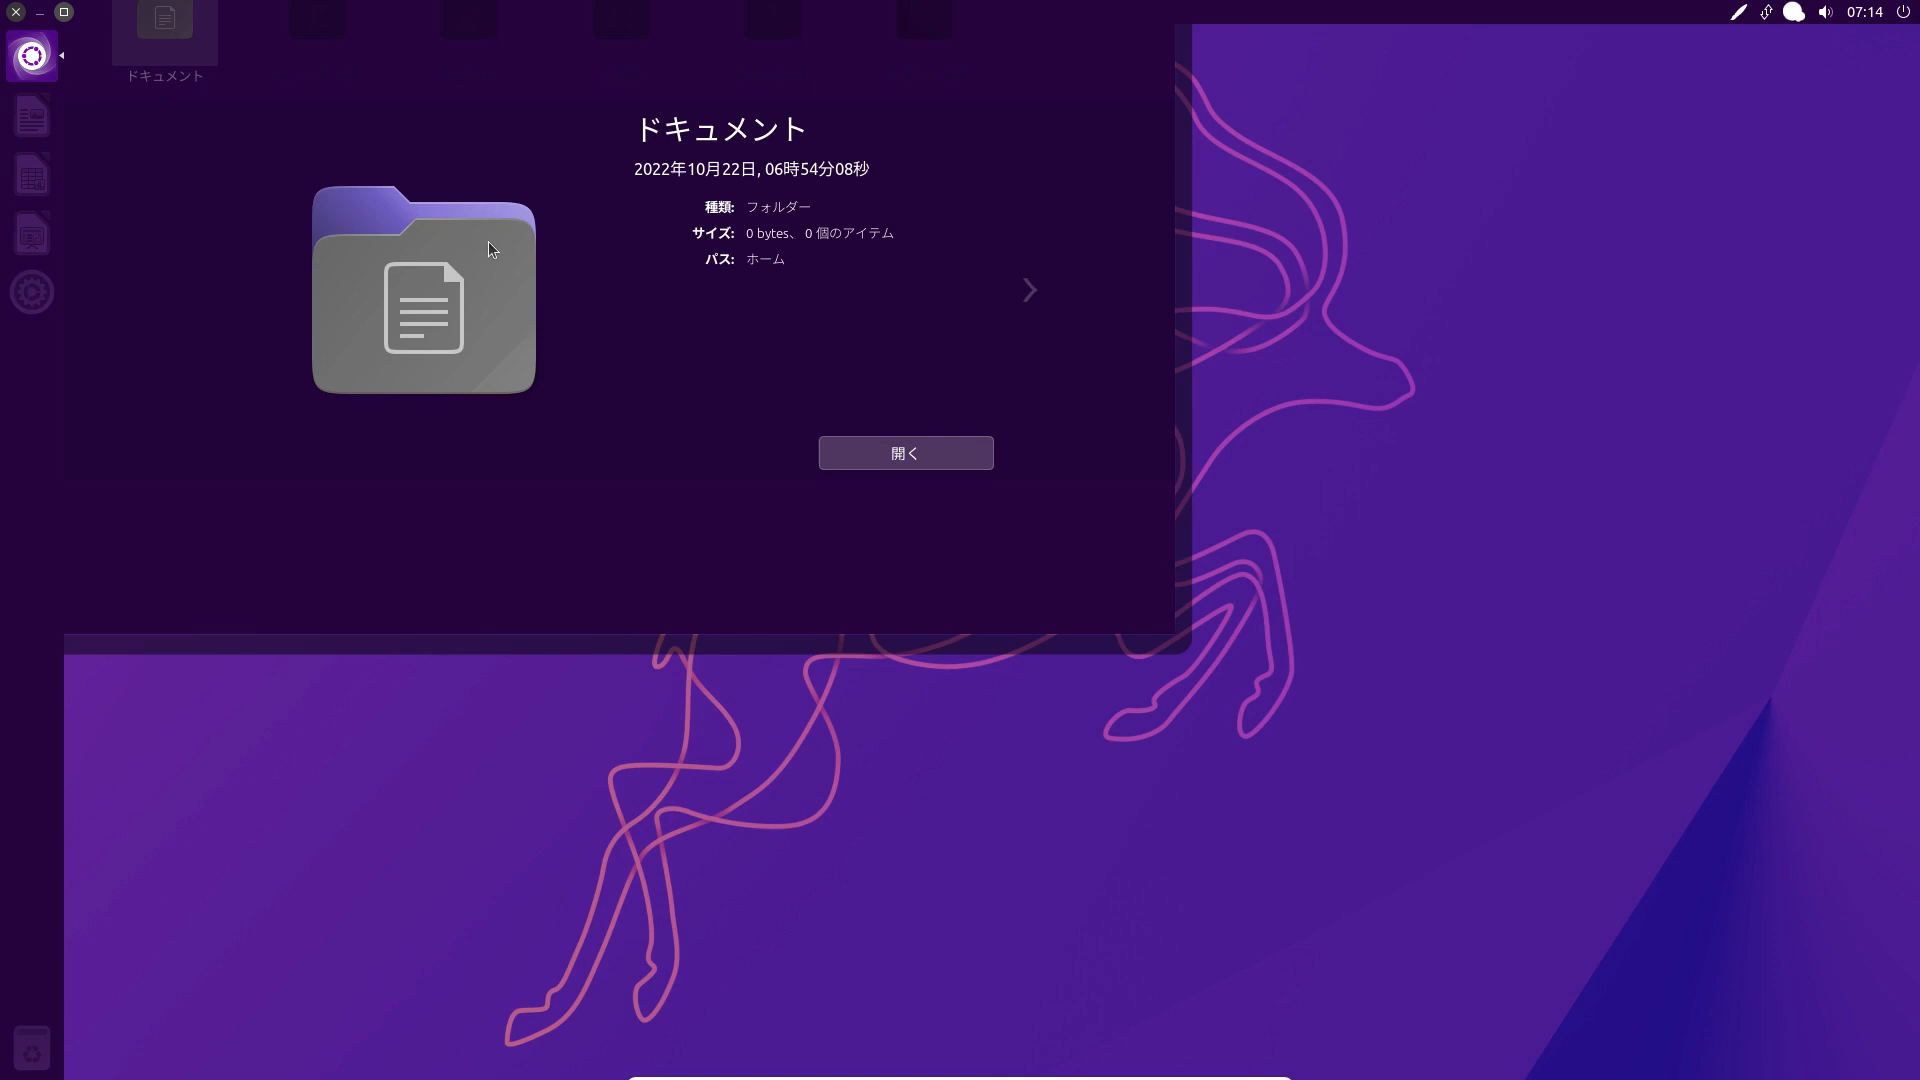 07:14
ドキュメント
ドキュメント
2022年10月22日, 06時54分08秒
種類: フォルダー
サイズ: 0 bytes、 0 個のアイテム
パス: ホーム
開く